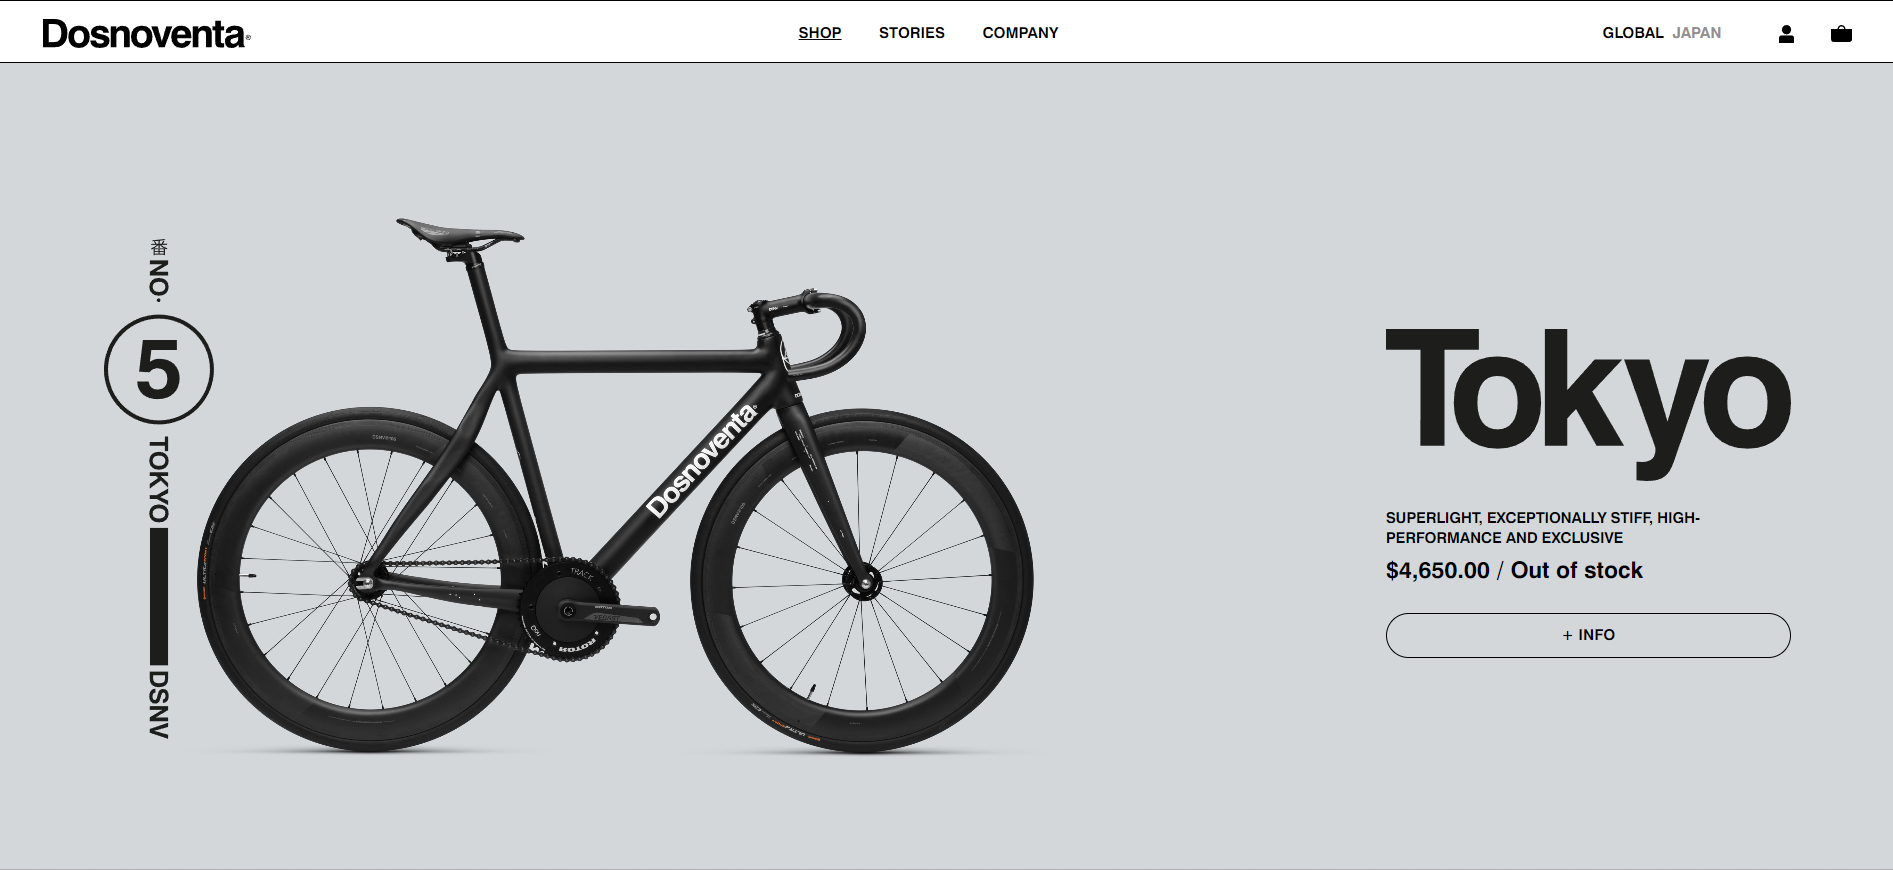 Dosnoventa®
SHOP STORIES COMPANY
GLOBAL JAPAN
番 NO.
5
TOKYO
DSNV
Dosnoventa
TRACK
ROTOR
Tokyo
SUPERLIGHT, EXCEPTIONALLY STIFF, HIGH-
PERFORMANCE AND EXCLUSIVE
$4,650.00 / Out of stock
+ INFO